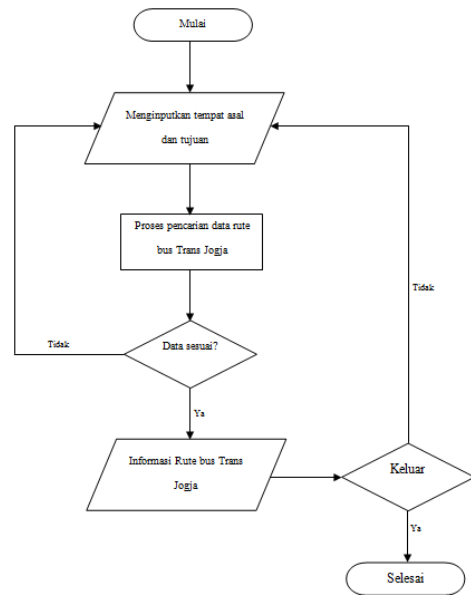 Mulai
Menginputkan tempat asal
dan tujuan
Proses pencarian data rute
bus Trans Jogja
Tidak
Tidak
Data sesuai?
Ya
Informasi Rute bus Trans
Jogja
Keluar
Ya
Selesai